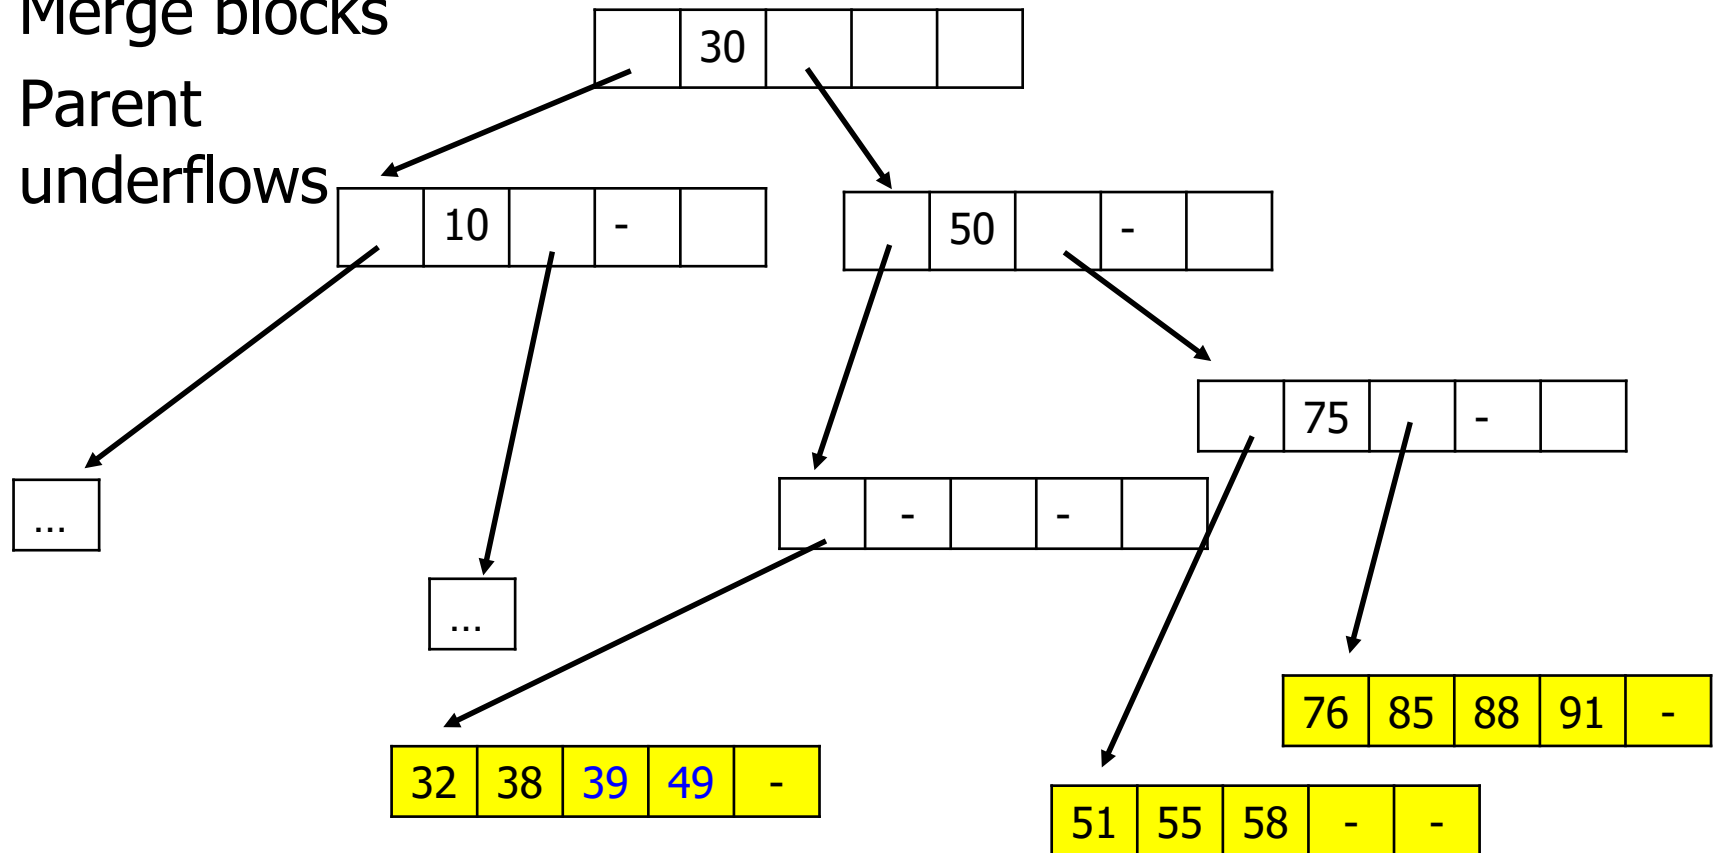 Merge blocks
Parent
underflows
30
10 -
50 -
75 -
...
- -
...
76 85 88 91 -
32 38 39 49 -
51 55 58 - -